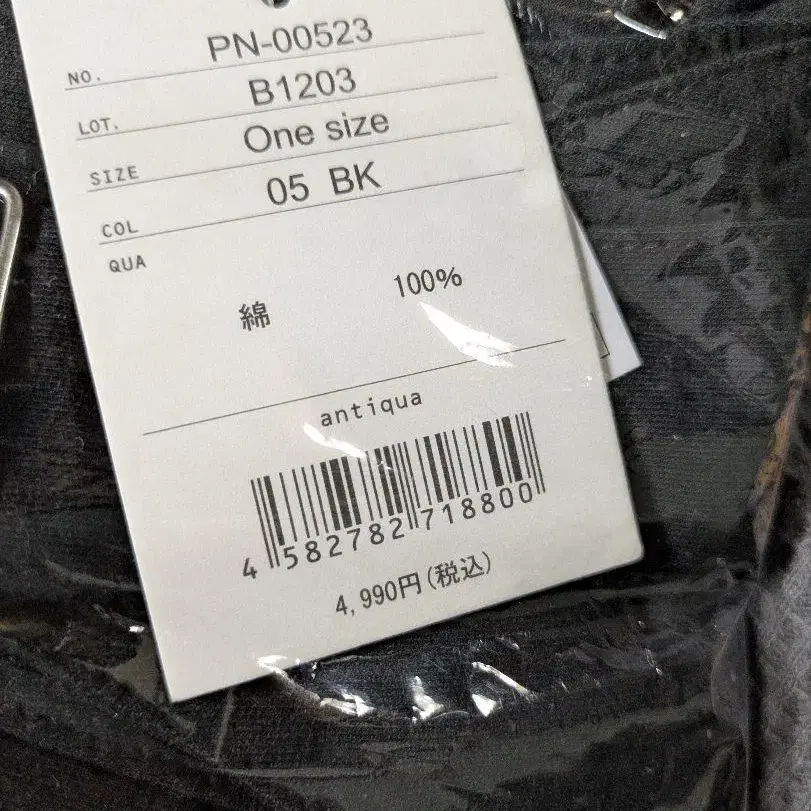 NO. PN-00523
LOT. B1203
SIZE One size
COL 05 BK
QUA
綿 100%
antiqua
4 582782 718800
4,990円(税込)